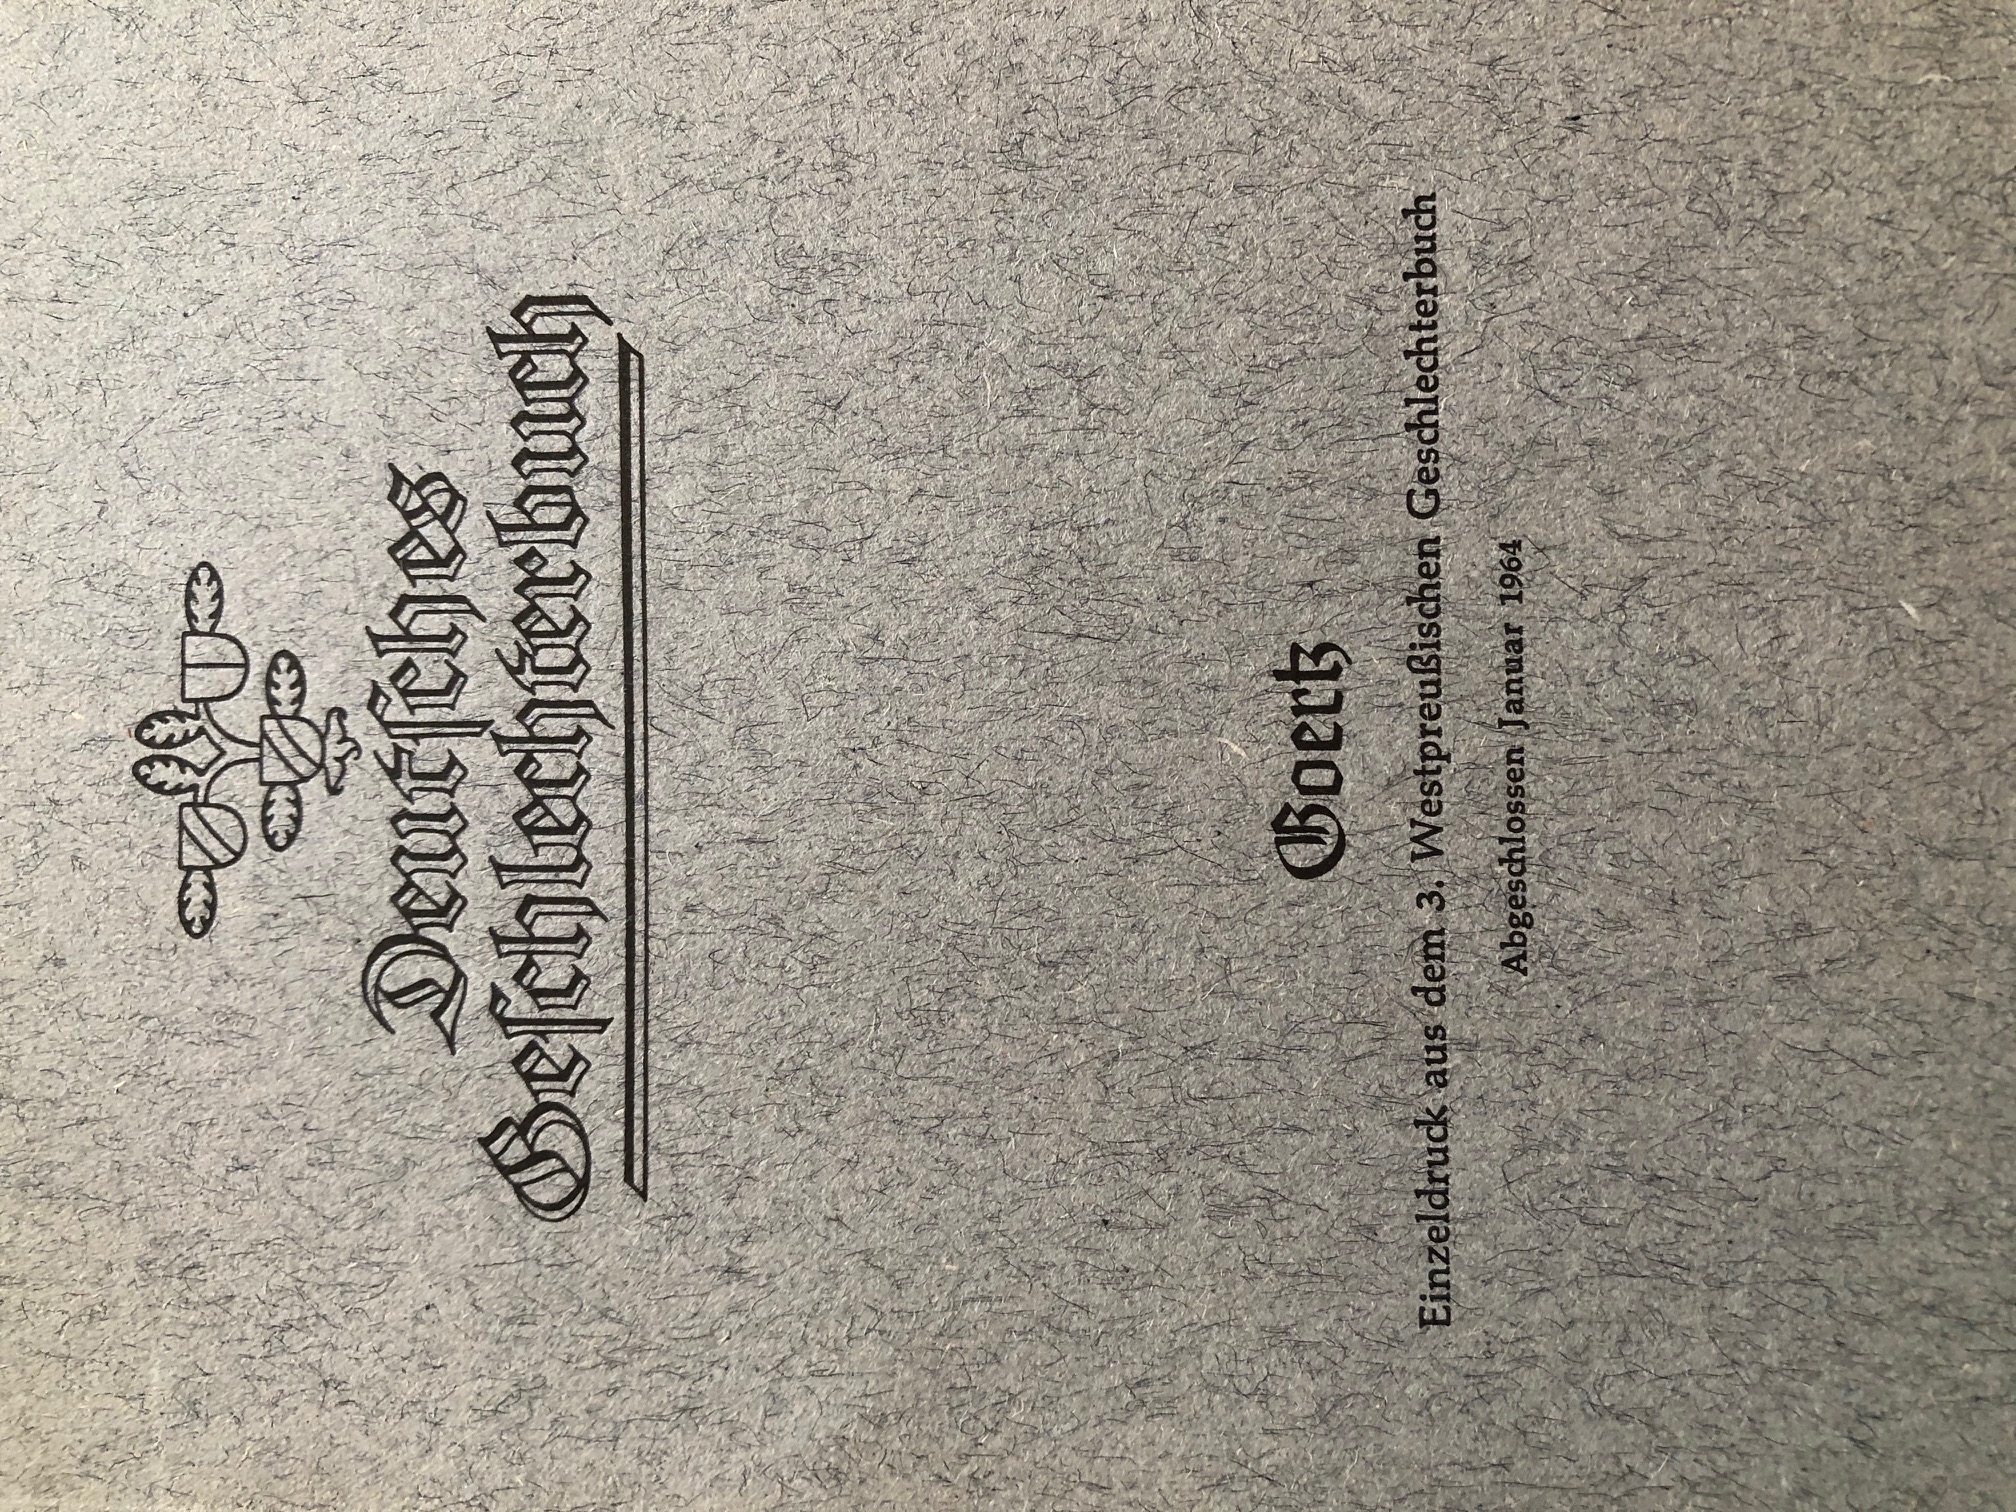 Deutſches
Geſchlechterbuch
Goertz
Einzeldruck aus dem 3. Westpreußischen Geschlechterbuch
Abgeschlossen Januar 1964